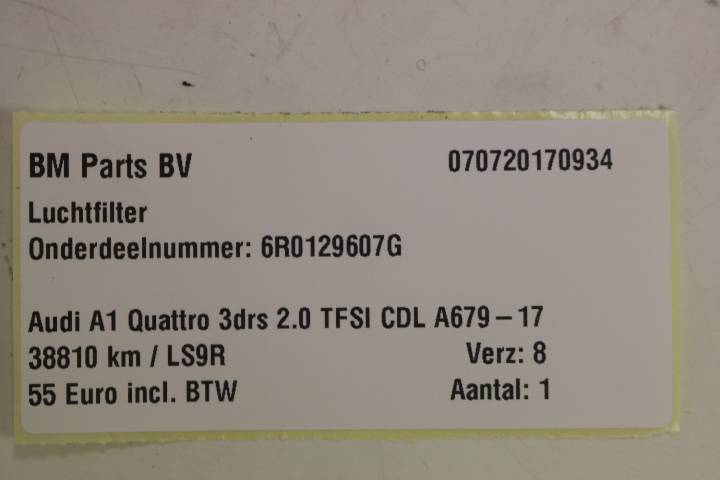 BM Parts BV 070720170934
Luchtfilter
Onderdeelnummer: 6R0129607G
Audi A1 Quattro 3drs 2.0 TFSI CDL A679-17
38810 km / LS9R Verz: 8
55 Euro incl. BTW Aantal: 1